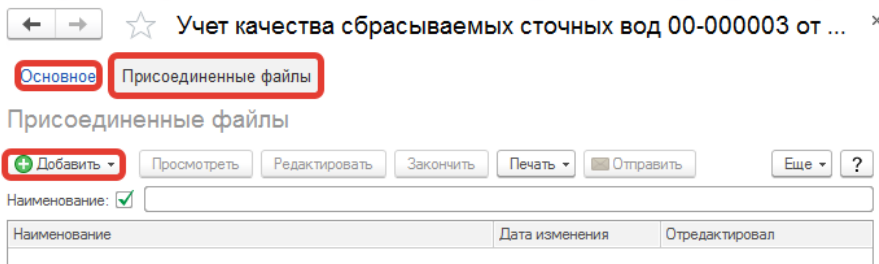 Учет качества сбрасываемых сточных вод 00-000003 от ...
Основное Присоединенные файлы
Присоединенные файлы
Добавить Просмотреть Редактировать Закончить Печать Отправить Еще ?
Наименование:
Наименование Дата изменения Отредактировал